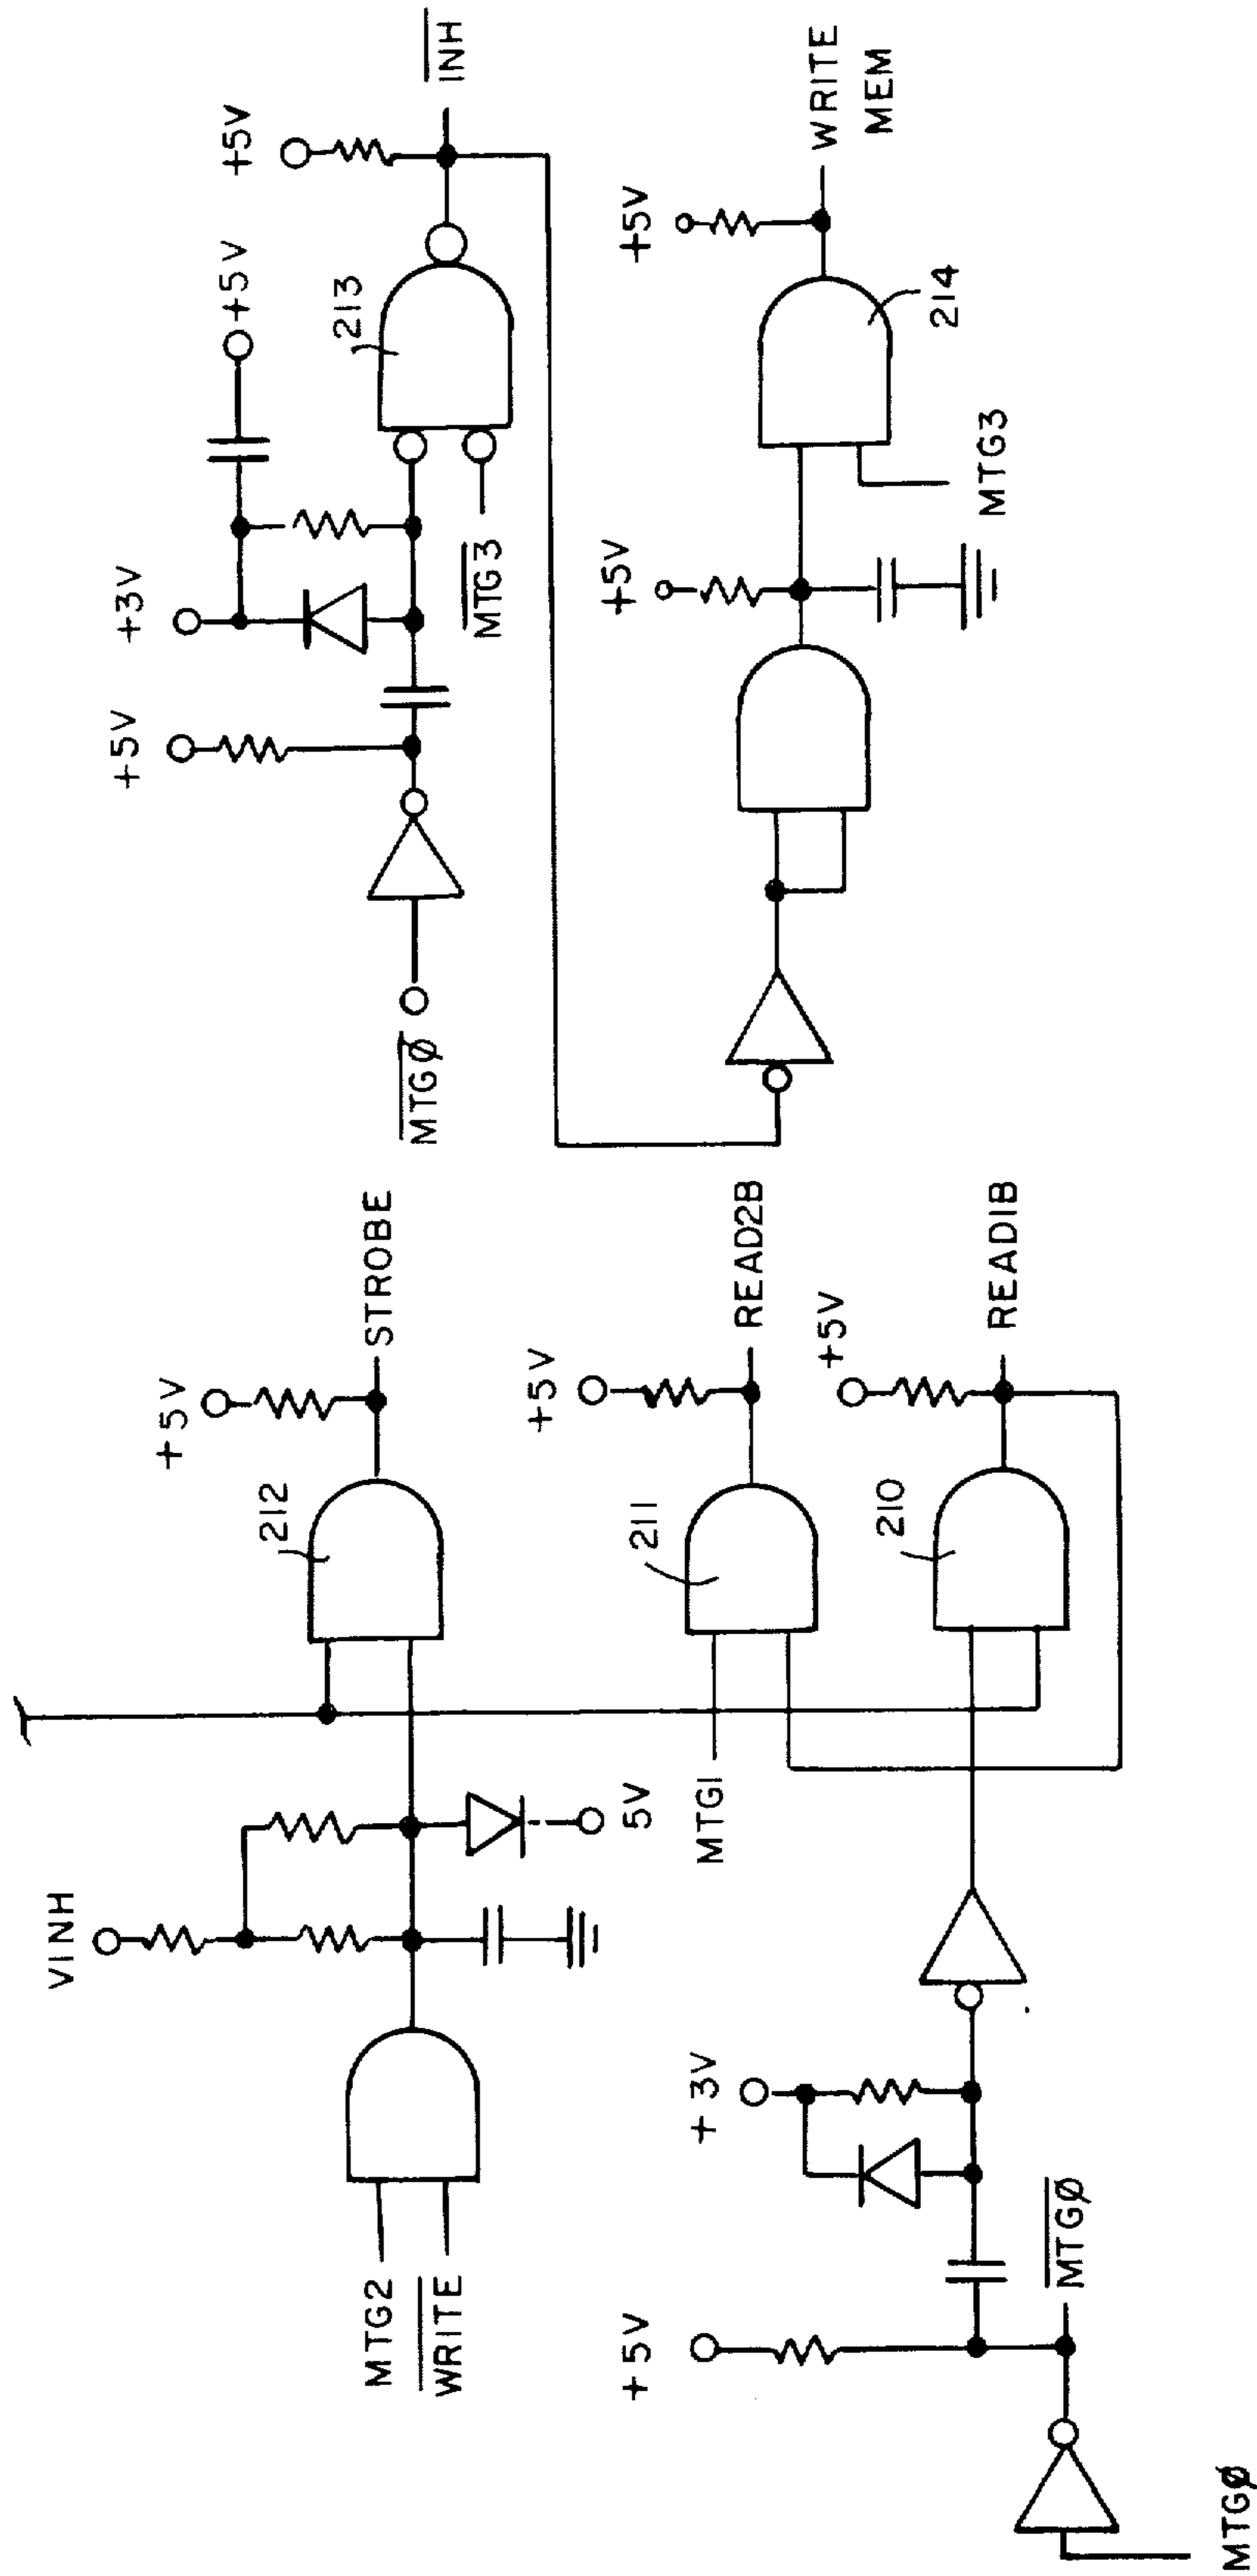 +5V
+3V
+5V
+5V
213
INH
MTGØ
MTG3
+5V
+5V
WRITE
MEM
214
MTG3
VINH
+5V
212
STROBE
5V
MTG2
WRITE
+5V
211
READ2B
MTG1
+5V
210
READ1B
+3V
+5V
MTGØ
MTGØ